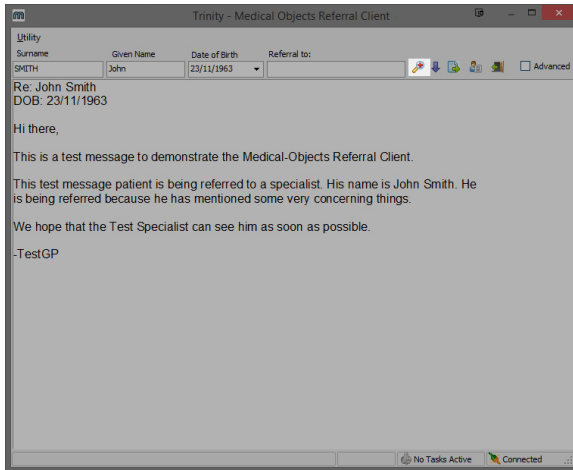 Trinity - Medical Objects Referral Client
Utility
Surname Given Name Date of Birth Referral to:
SMITH John 23/11/1963 Advanced
Re: John Smith
DOB: 23/11/1963
Hi there,
This is a test message to demonstrate the Medical-Objects Referral Client.
This test message patient is being referred to a specialist. His name is John Smith. He
is being referred because he has mentioned some very concerning things.
We hope that the Test Specialist can see him as soon as possible.
-TestGP
No Tasks Active Connected